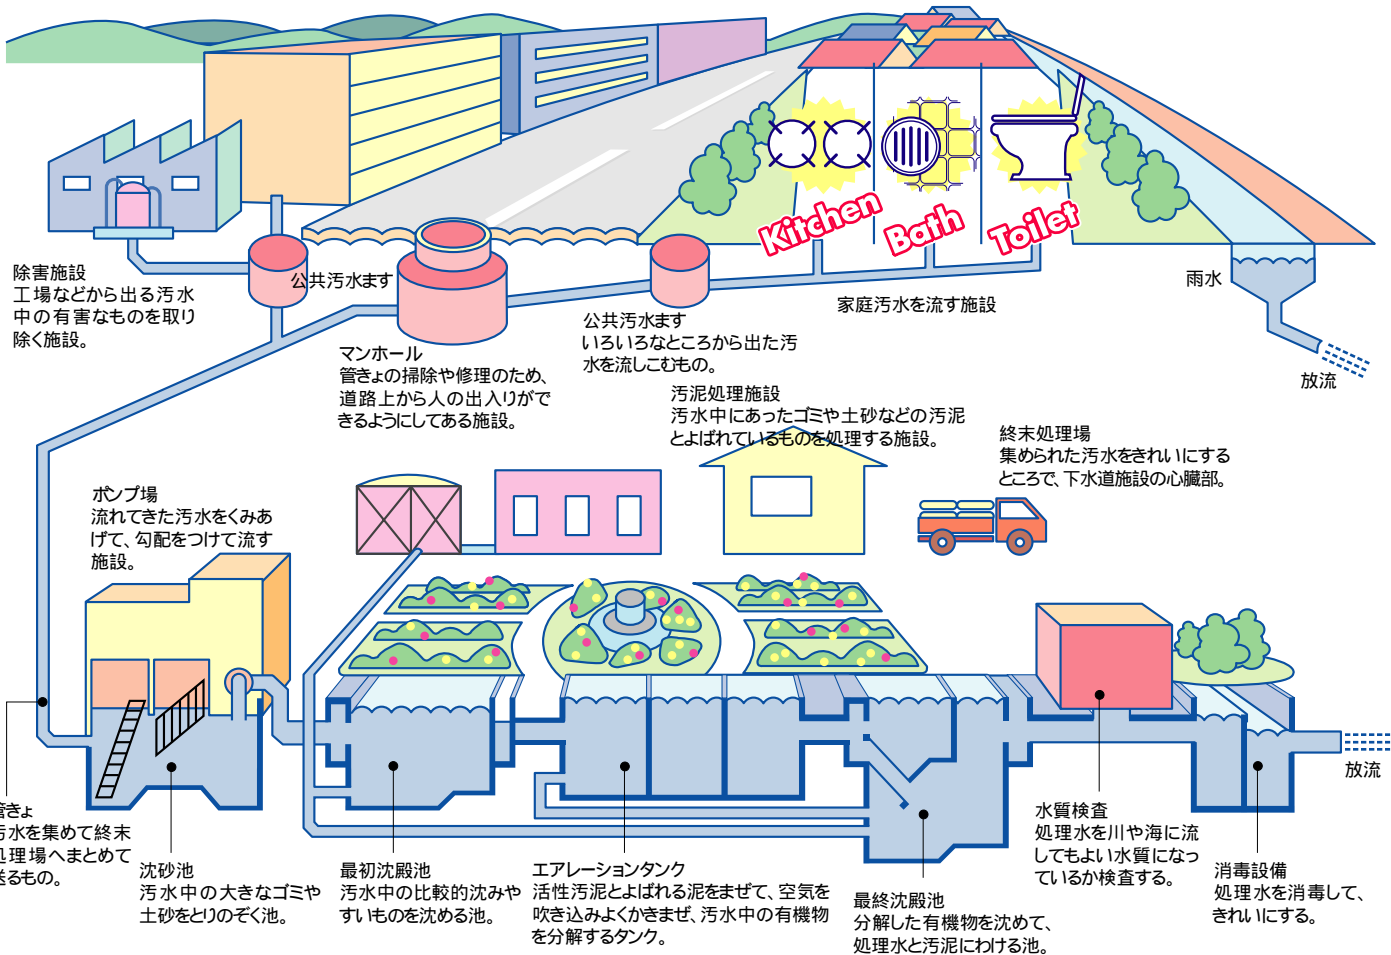 Kitchen
Bath
Toilet
除害施設
工場などから出る汚水
中の有害なものを取り
除く施設。
公共汚水ます
マンホール
管きょの掃除や修理のため、
道路上から人の出入りがで
きるようにしてある施設。
公共汚水ます
いろいろなところから出た汚
水を流しこむもの。
家庭汚水を流す施設
雨水
放流
汚泥処理施設
汚水中にあったゴミや土砂などの汚泥
とよばれているものを処理する施設。
終末処理場
集められた汚水をきれいにする
ところで、下水道施設の心臓部。
ポンプ場
流れてきた汚水をくみあ
げて、勾配をつけて流す
施設。
管きょ
汚水を集めて終末
処理場へまとめて
送るもの。
沈砂池
汚水中の大きなゴミや
土砂をとりのぞく池。
最初沈殿池
汚水中の比較的沈みや
すいものを沈める池。
エアレーションタンク
活性汚泥とよばれる泥をまぜて、空気を
吹き込みよくかきまぜ、汚水中の有機物
を分解するタンク。
最終沈殿池
分解した有機物を沈めて、
処理水と汚泥にわける池。
水質検査
処理水を川や海に流
してもよい水質になっ
ているか検査する。
消毒設備
処理水を消毒して、
きれいにする。
放流